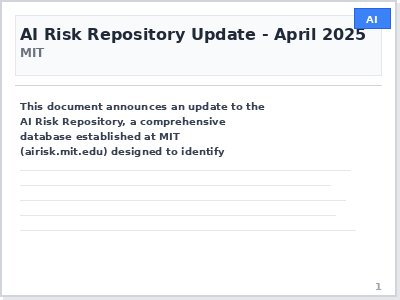 AI
AI Risk Repository Update - April 2025
MIT
This document announces an update to the
AI Risk Repository, a comprehensive
database established at MIT
(airisk.mit.edu) designed to identify
1